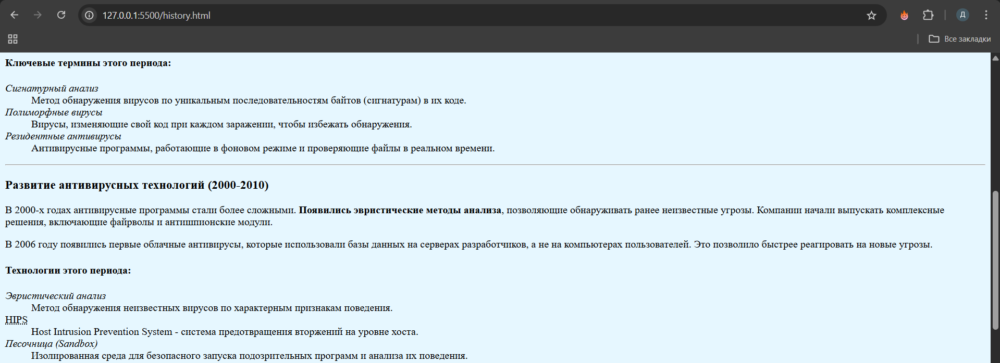 127.0.0.1:5500/history.html
Д
Все закладки
Ключевые термины этого периода:
Сигнатурный анализ
Метод обнаружения вирусов по уникальным последовательностям байтов (сигнатурам) в их коде.
Полиморфные вирусы
Вирусы, изменяющие свой код при каждом заражении, чтобы избежать обнаружения.
Резидентные антивирусы
Антивирусные программы, работающие в фоновом режиме и проверяющие файлы в реальном времени.
Развитие антивирусных технологий (2000-2010)
В 2000-х годах антивирусные программы стали более сложными. Появились эвристические методы анализа, позволяющие обнаруживать ранее неизвестные угрозы. Компании начали выпускать комплексные
решения, включающие файрволы и антишпионские модули.
В 2006 году появились первые облачные антивирусы, которые использовали базы данных на серверах разработчиков, а не на компьютерах пользователей. Это позволило быстрее реагировать на новые угрозы.
Технологии этого периода:
Эвристический анализ
Метод обнаружения неизвестных вирусов по характерным признакам поведения.
HIPS
Host Intrusion Prevention System - система предотвращения вторжений на уровне хоста.
Песочница (Sandbox)
Изолированная среда для безопасного запуска подозрительных программ и анализа их поведения.